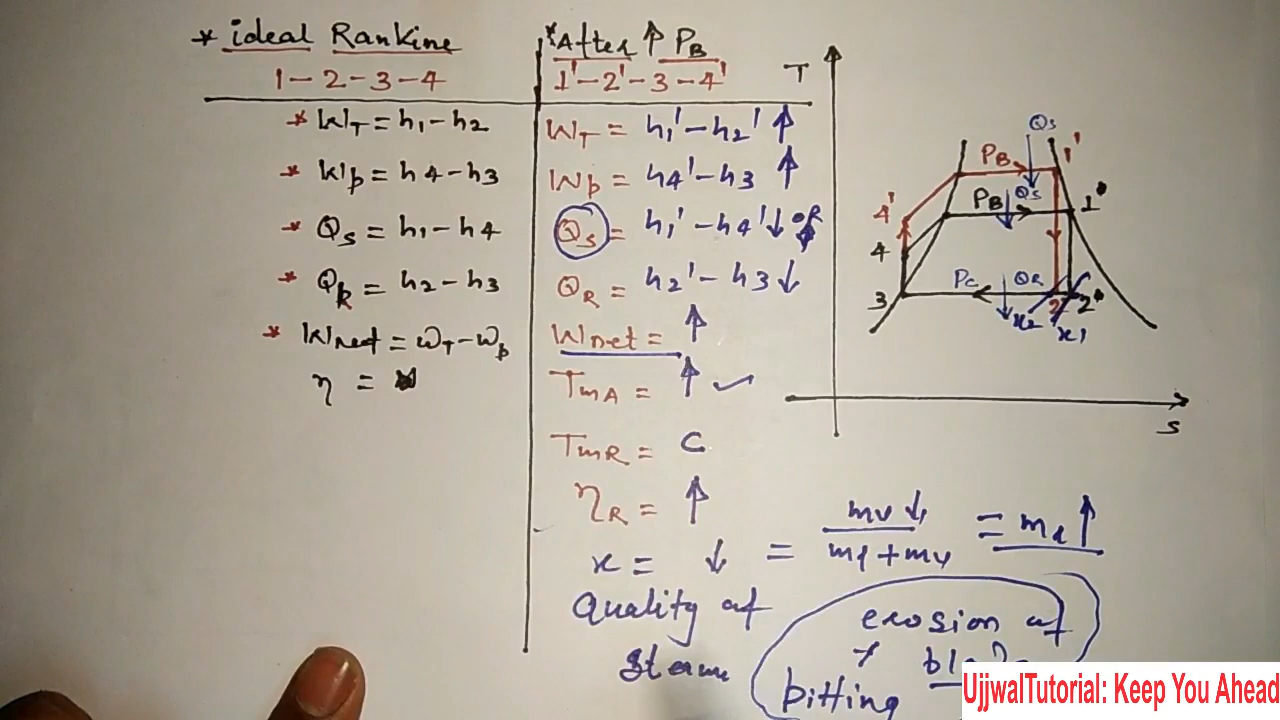 * ideal Rankine
1-2-3-4
* WT = h1-h2
* Wp = h4-h3
* Qs = h1-h4
* QR = h2-h3
* Wnet = WT-Wp
η =
*After ↑ PB
1'-2'-3-4'
WT = h1'-h2' ↑
Wp = h4'-h3 ↑
Qs = h1'-h4' ↓ OR
QR = h2'-h3 ↓
Wnet = ↑
TmA = ↑ ✓
TmR = C
ηR = ↑
x = ↓ = mv↓ / ml+mv = ml ↑
Quality of
steam
erosion of
bitting
T
Qs
PB
1'
4'
PB
Qs
1
4
3
Pc
QR
2'
2
x2
x1
S
UjjwalTutorial: Keep You Ahead